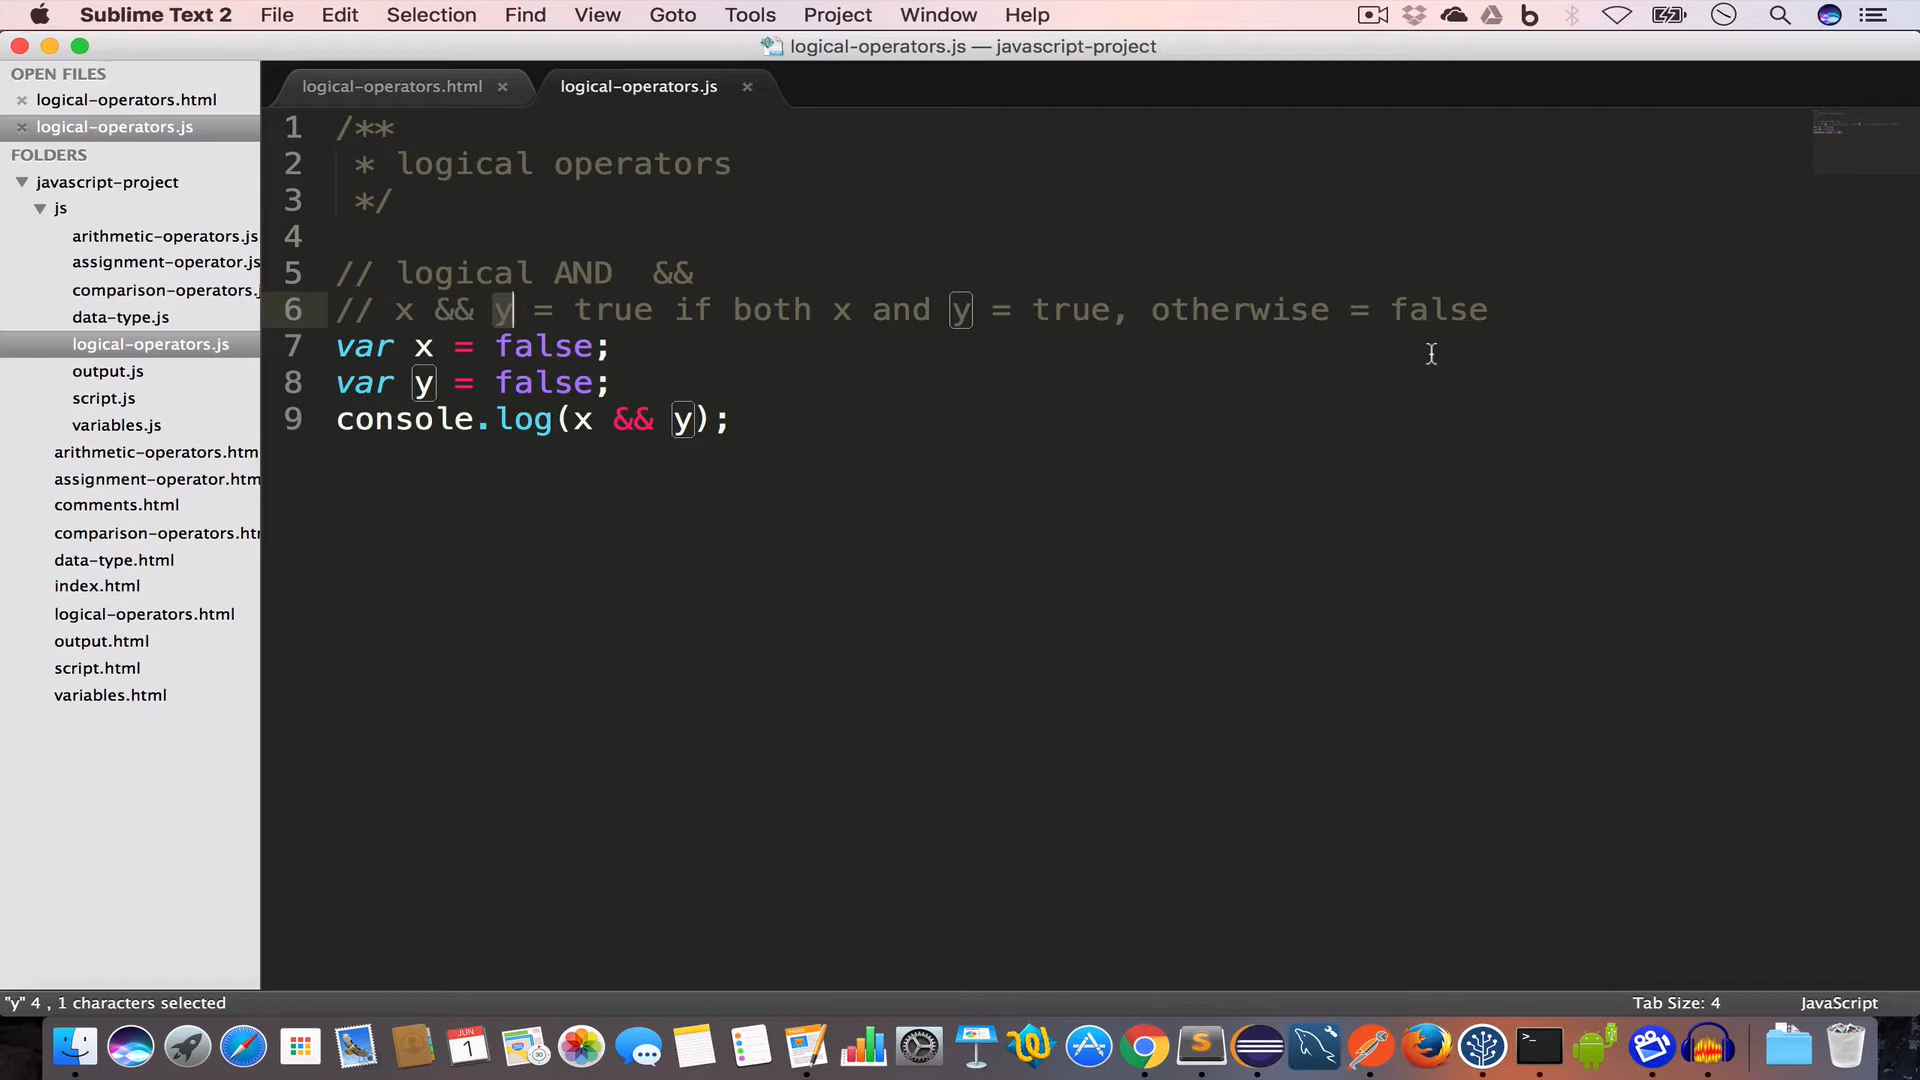 Sublime Text 2 File Edit Selection Find View Goto Tools Project Window Help
logical-operators.js — javascript-project
OPEN FILES
logical-operators.html
logical-operators.js
FOLDERS
javascript-project
js
arithmetic-operators.js
assignment-operator.js
comparison-operators.j
data-type.js
logical-operators.js
output.js
script.js
variables.js
arithmetic-operators.htm
assignment-operator.htm
comments.html
comparison-operators.htm
data-type.html
index.html
logical-operators.html
output.html
script.html
variables.html
logical-operators.html × logical-operators.js ×
1 /**
2 * logical operators
3 */
4
5 // logical AND &&
6 // x && y = true if both x and y = true, otherwise = false
7 var x = false;
8 var y = false;
9 console.log(x && y);
"y" 4 , 1 characters selected
Tab Size: 4 JavaScript
JUN
1